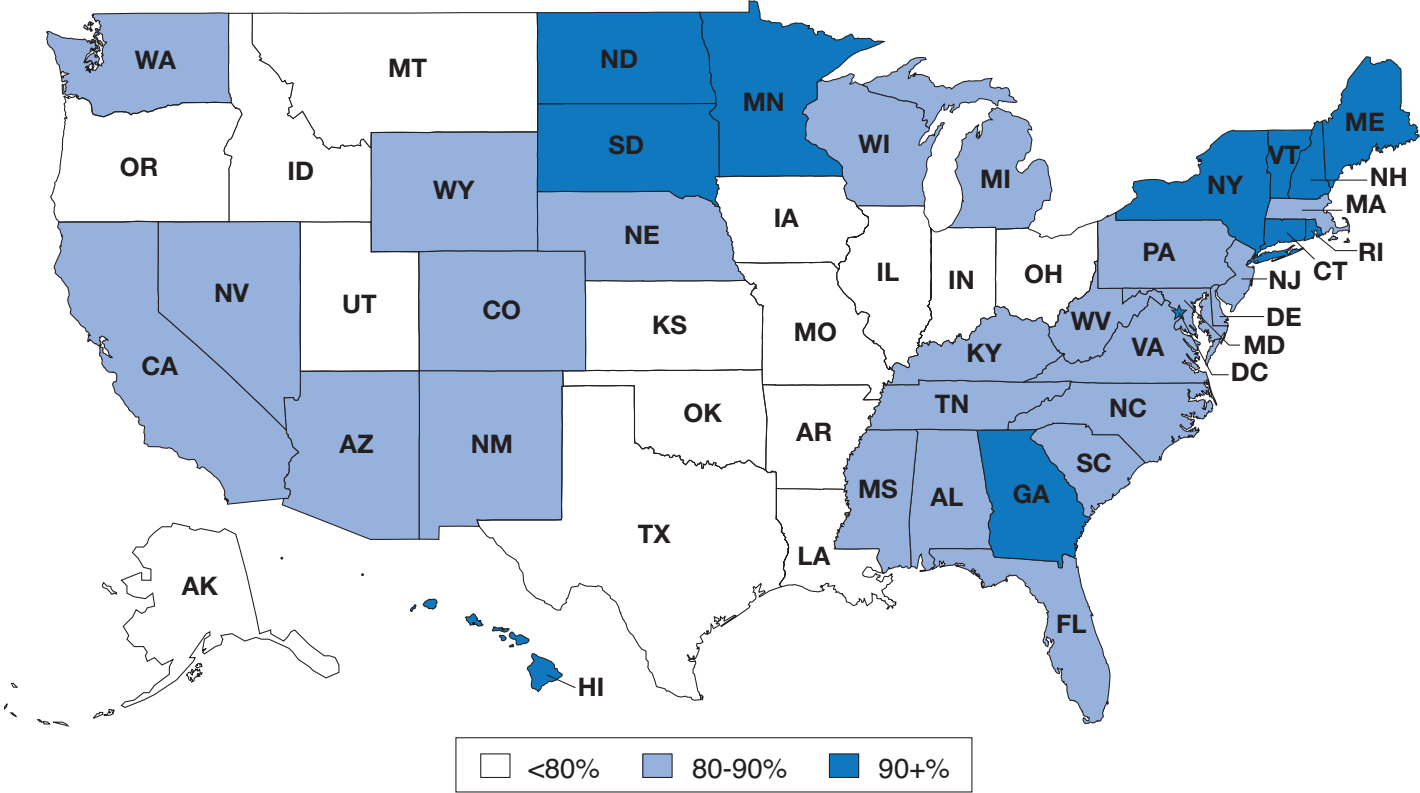 WA
MT
ND
MN
ME
OR
ID
SD
WI
VT
WY
MI
NY
NH
MA
IA
NE
PA
RI
CT
NV
UT
CO
IL
IN
OH
NJ
KS
MO
WV
DE
CA
KY
VA
MD
DC
AZ
NM
OK
AR
TN
NC
SC
MS
AL
GA
TX
LA
AK
FL
HI
<80%
80-90%
90+%